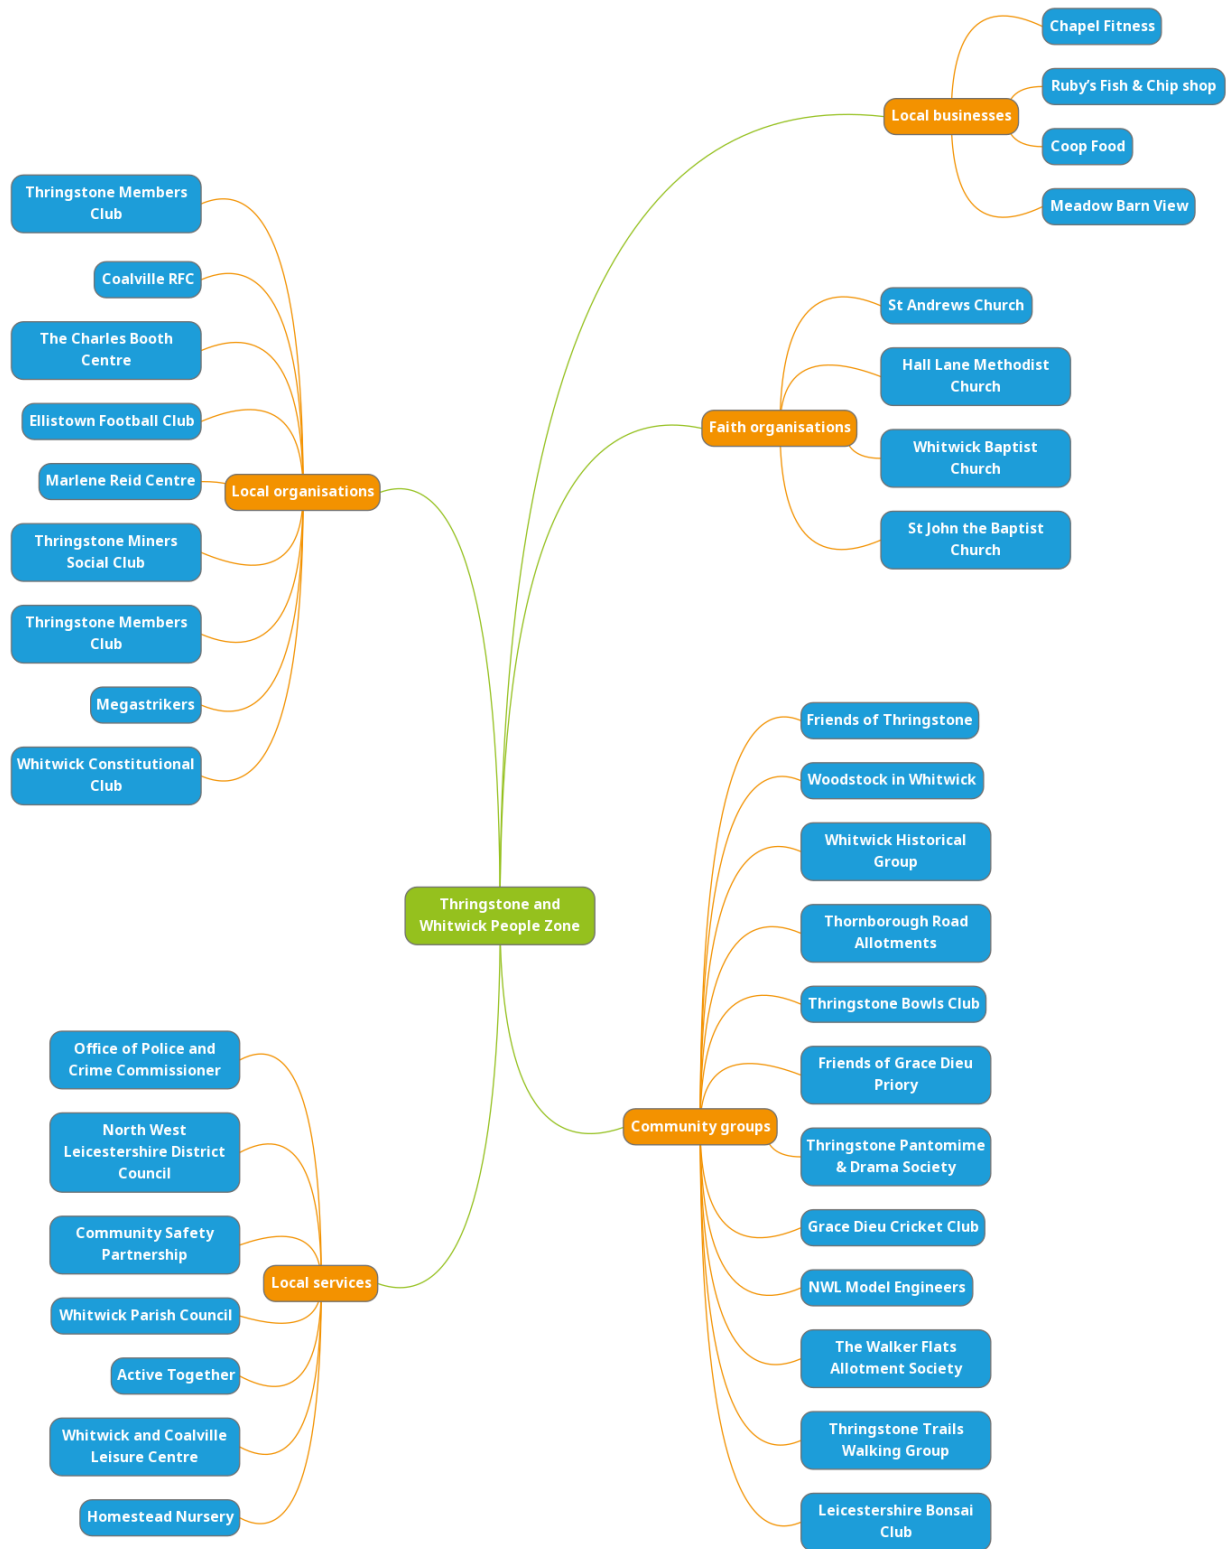 Chapel Fitness
Ruby’s Fish & Chip shop
Local businesses
Coop Food
Meadow Barn View
Thringstone Members
Club
Coalville RFC
The Charles Booth
Centre
Ellistown Football Club
Marlene Reid Centre
Local organisations
Thringstone Miners
Social Club
Thringstone Members
Club
Megastrikers
Whitwick Constitutional
Club
St Andrews Church
Hall Lane Methodist
Church
Faith organisations
Whitwick Baptist
Church
St John the Baptist
Church
Thringstone and
Whitwick People Zone
Friends of Thringstone
Woodstock in Whitwick
Whitwick Historical
Group
Thornborough Road
Allotments
Thringstone Bowls Club
Friends of Grace Dieu
Priory
Community groups
Thringstone Pantomime
& Drama Society
Grace Dieu Cricket Club
NWL Model Engineers
The Walker Flats
Allotment Society
Thringstone Trails
Walking Group
Leicestershire Bonsai
Club
Office of Police and
Crime Commissioner
North West
Leicestershire District
Council
Community Safety
Partnership
Local services
Whitwick Parish Council
Active Together
Whitwick and Coalville
Leisure Centre
Homestead Nursery